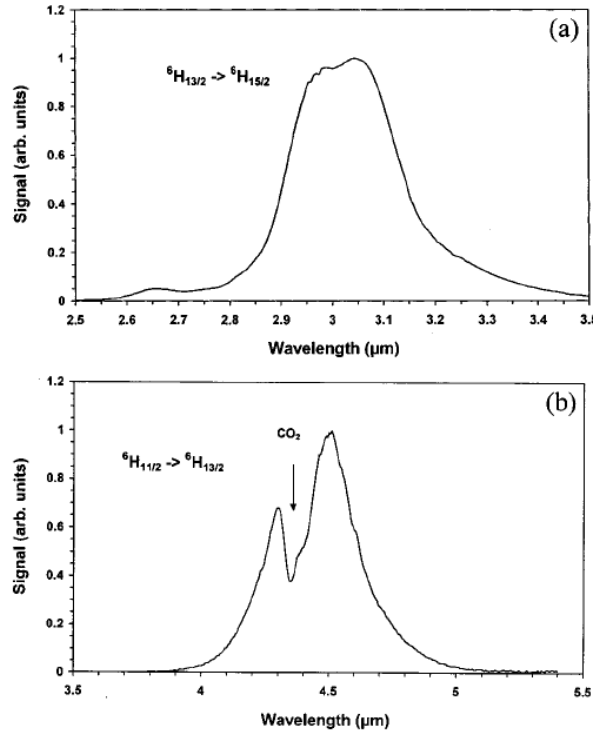 (a)
1.2
1
0.8
0.6
0.4
0.2
0
Signal (arb. units)
⁶H₁₃/₂ -> ⁶H₁₅/₂
2.5 2.6 2.7 2.8 2.9 3 3.1 3.2 3.3 3.4 3.5
Wavelength (µm)
(b)
1.2
1
0.8
0.6
0.4
0.2
0
Signal (arb. units)
CO₂
⁶H₁₁/₂ -> ⁶H₁₃/₂
3.5 4 4.5 5 5.5
Wavelength (µm)